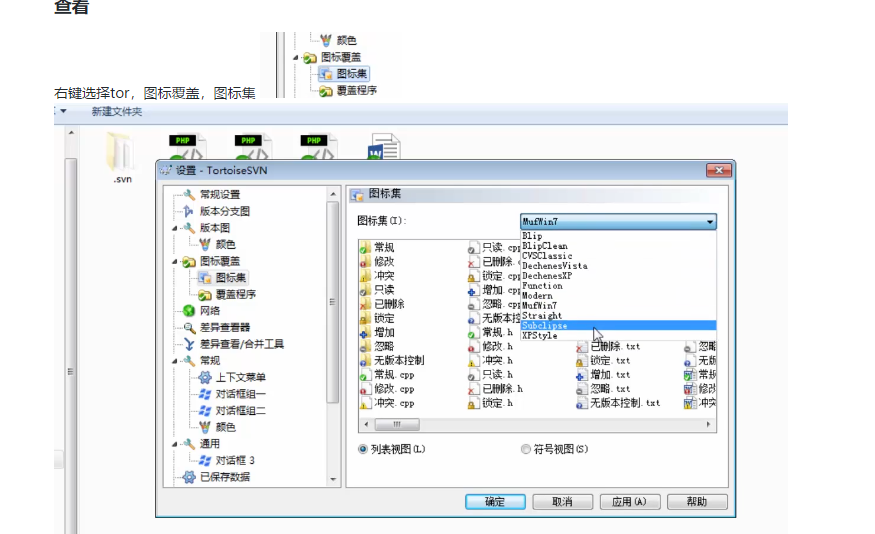 查看
颜色
图标覆盖
图标集
覆盖程序
右键选择tor，图标覆盖，图标集
新建文件夹
PHP PHP PHP
.svn
设置 - TortoiseSVN
常规设置
版本分支图
版本图
颜色
图标覆盖
图标集
覆盖程序
网络
差异查看器
差异查看/合并工具
常规
上下文菜单
对话框组一
对话框组二
颜色
通用
对话框 3
已保存数据
图标集
图标集(I):
MufWin7
Blip
BlipClean
CVSClassic
DechenesVista
DechenesXP
Function
Modern
MufWin7
Straight
Subclipse
XPStyle
常规
修改
冲突
只读
已删除
锁定
增加
忽略
无版本控制
常规.cpp
修改.cpp
冲突.cpp
只读.cpp
已删除.
锁定.cpp
增加.cpp
忽略.cpp
无版本控
常规.h
修改.h
冲突.h
只读.h
已删除.h
锁定.h
已删除.txt
锁定.txt
增加.txt
忽略.txt
无版本控制.txt
忽略
无版
常规
修改
冲突
列表视图(L)
符号视图(S)
确定
取消
应用(A)
帮助